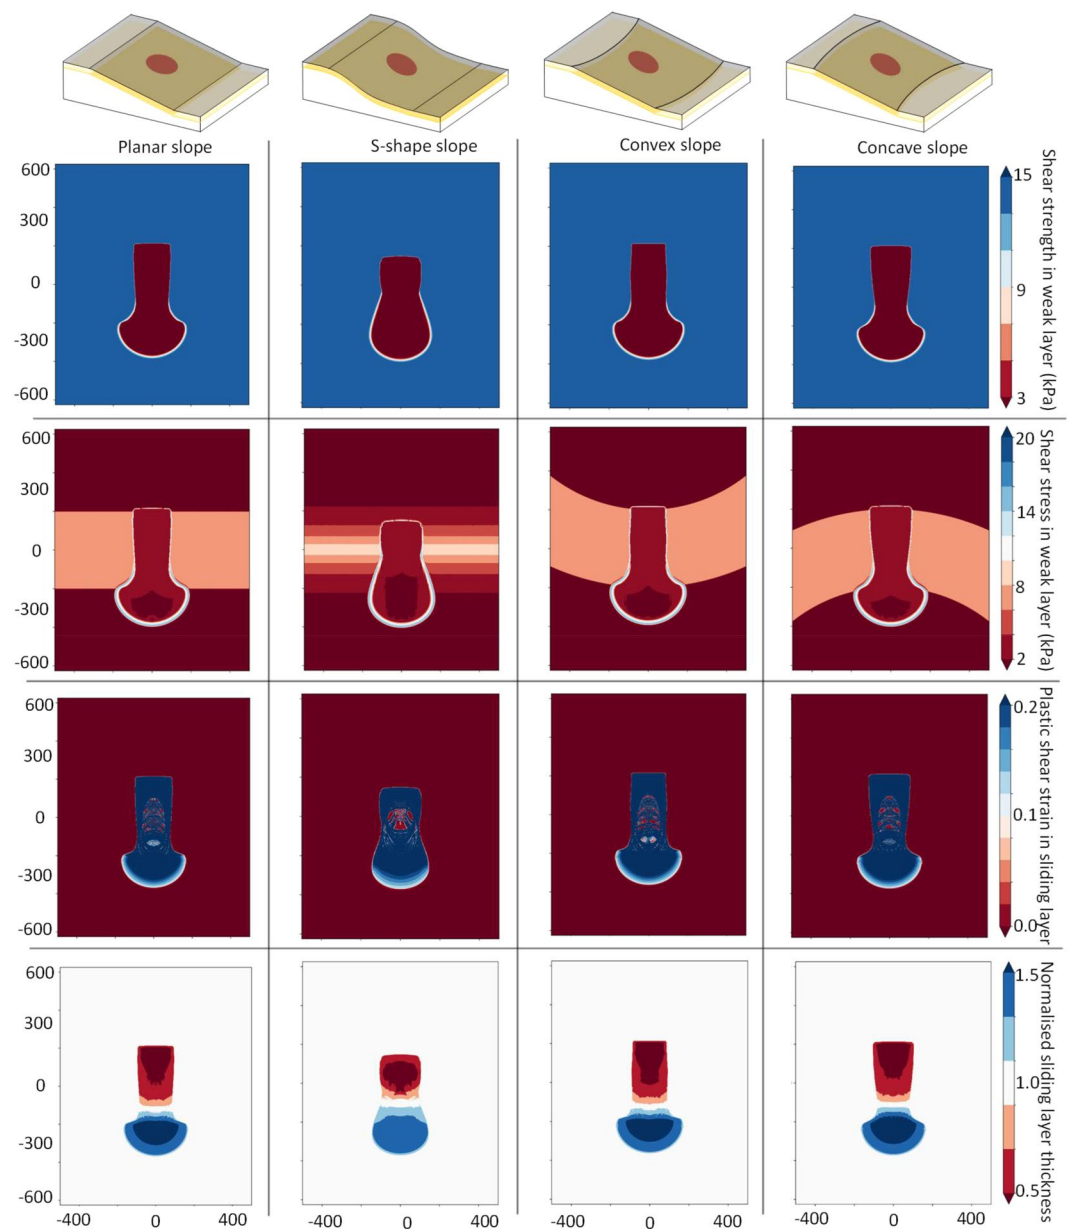 Planar slope
S-shape slope
Convex slope
Concave slope
600
300
0
-300
-600
15
9
3
Shear strength in weak layer (kPa)
600
300
0
-300
-600
20
14
8
2
Shear stress in weak layer (kPa)
600
300
0
-300
-600
0.2
0.1
0.0
Plastic shear strain in sliding layer
600
300
0
-300
-600
1.5
1.0
0.5
Normalised sliding layer thickness
-400 0 400
-400 0 400
-400 0 400
-400 0 400